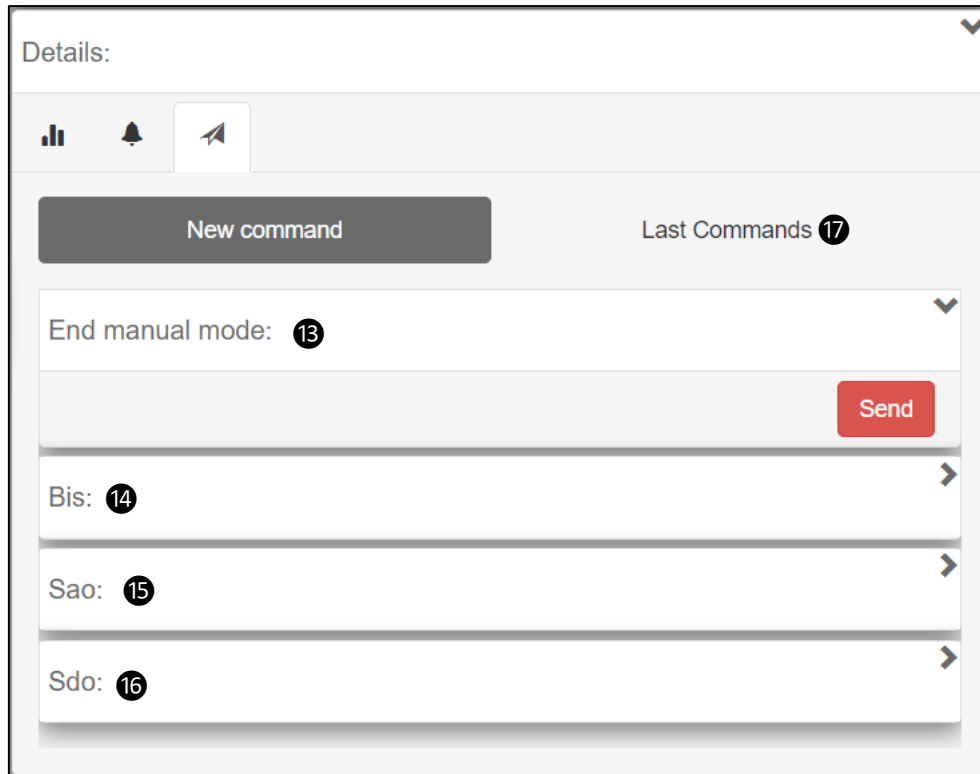 Details:
New command
Last Commands 17
End manual mode: 13
Send
Bis: 14
Sao: 15
Sdo: 16